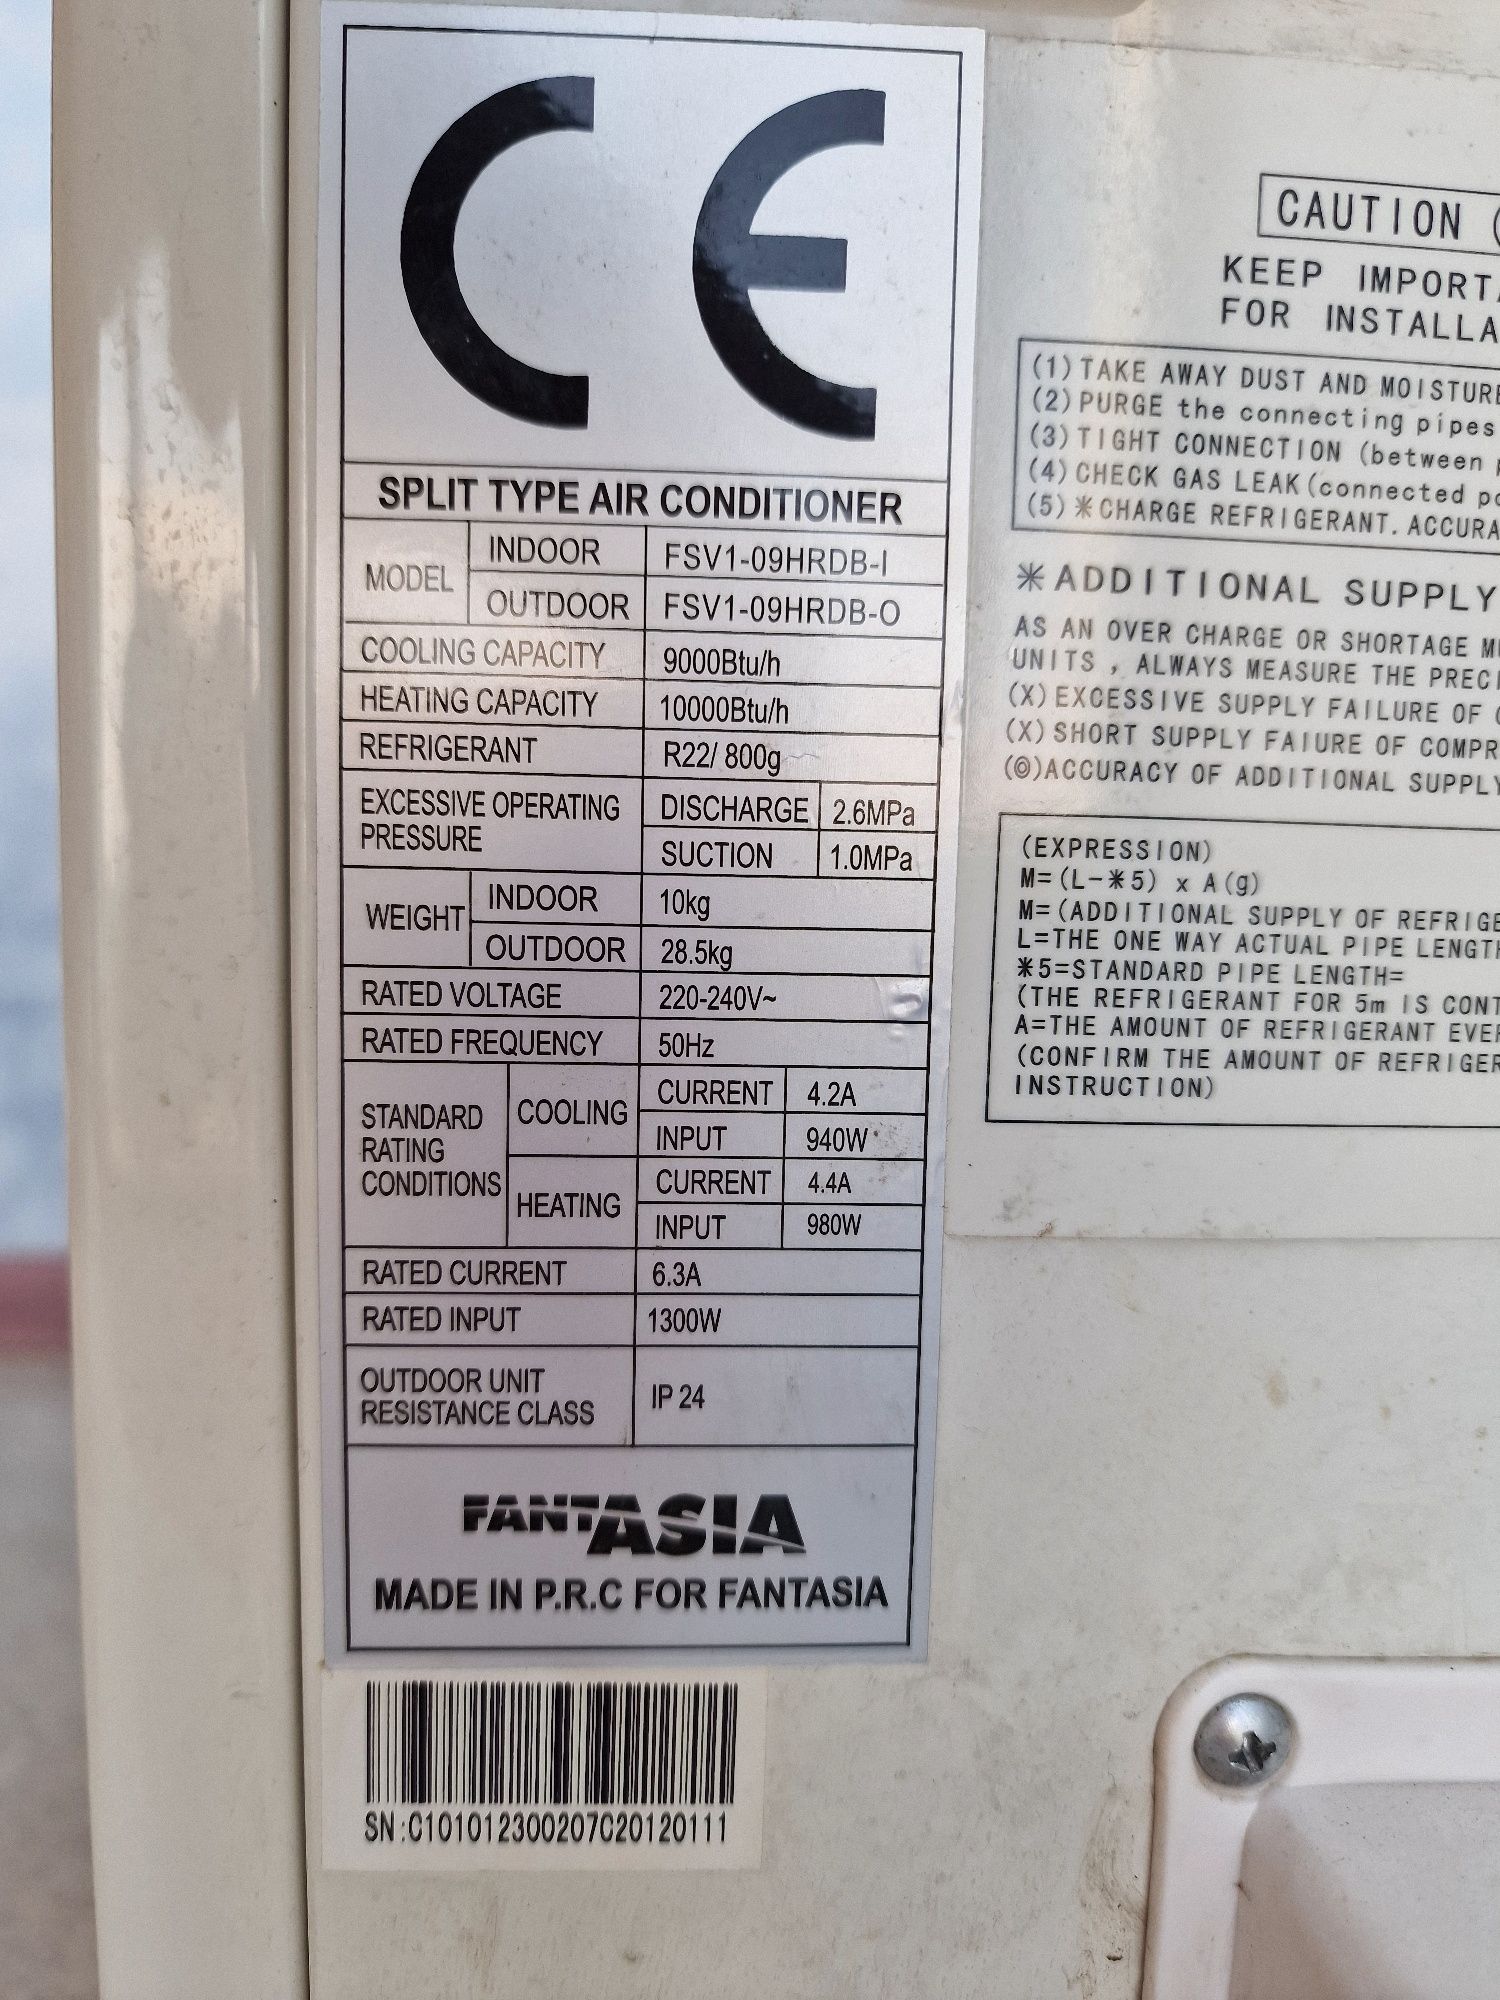 CE
SPLIT TYPE AIR CONDITIONER
MODEL INDOOR FSV1-09HRDB-I
OUTDOOR FSV1-09HRDB-O
COOLING CAPACITY 9000Btu/h
HEATING CAPACITY 10000Btu/h
REFRIGERANT R22/ 800g
EXCESSIVE OPERATING PRESSURE DISCHARGE 2.6MPa
SUCTION 1.0MPa
WEIGHT INDOOR 10kg
OUTDOOR 28.5kg
RATED VOLTAGE 220-240V~
RATED FREQUENCY 50Hz
STANDARD RATING CONDITIONS COOLING CURRENT 4.2A
INPUT 940W
HEATING CURRENT 4.4A
INPUT 980W
RATED CURRENT 6.3A
RATED INPUT 1300W
OUTDOOR UNIT RESISTANCE CLASS IP 24
FANTASIA
MADE IN P.R.C FOR FANTASIA
SN:C101012300207C20120111
CAUTION
KEEP IMPORT
FOR INSTALLA
(1)TAKE AWAY DUST AND MOISTURE
(2)PURGE the connecting pipes
(3)TIGHT CONNECTION (between
(4)CHECK GAS LEAK(connected
(5)*CHARGE REFRIGERANT. ACCURA
*ADDITIONAL SUPPLY
AS AN OVER CHARGE OR SHORTAGE
UNITS , ALWAYS MEASURE THE PRECI
(X)EXCESSIVE SUPPLY FAILURE OF
(X)SHORT SUPPLY FAIURE OF COMPR
(◎)ACCURACY OF ADDITIONAL SUPPLY
(EXPRESSION)
M=(L-*5) x A(g)
M=(ADDITIONAL SUPPLY OF REFRIGE
L=THE ONE WAY ACTUAL PIPE LENGTH
*5=STANDARD PIPE LENGTH=
(THE REFRIGERANT FOR 5m IS CONT
A=THE AMOUNT OF REFRIGERANT EVER
(CONFIRM THE AMOUNT OF REFRIGER
INSTRUCTION)